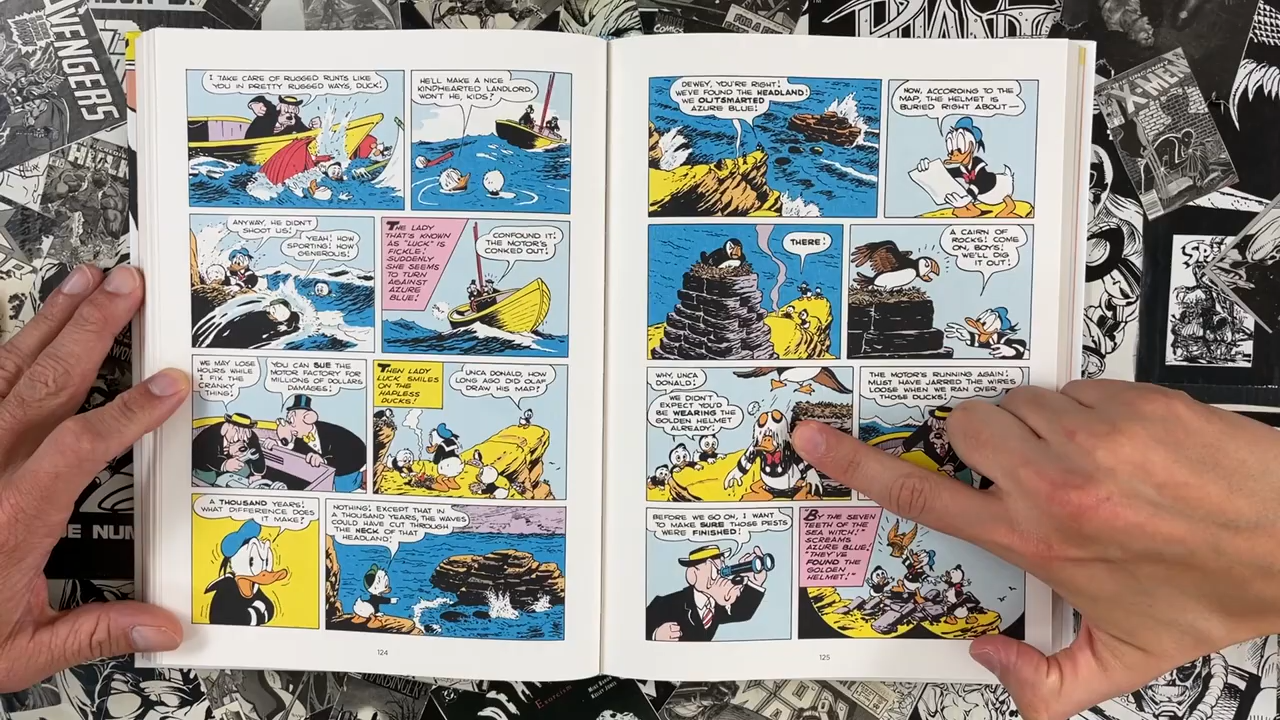 I TAKE CARE OF RUGGED RUNTS LIKE
YOU IN PRETTY RUGGED WAYS, DUCK!
HE'LL MAKE A NICE
KINDHEARTED LANDLORD,
WON'T HE, KIDS?
ANYWAY, HE DIDN'T
SHOOT US!
YEAH! HOW
SPORTING! HOW
GENEROUS!
THE LADY
THAT'S KNOWN
AS "LUCK" IS
FICKLE!
SUDDENLY
SHE SEEMS
TO TURN
AGAINST
AZURE
BLUE!
CONFOUND IT!
THE MOTOR'S
CONKED OUT!
WE MAY LOSE
HOURS WHILE
I FIX THE
CRANKY
THING!
YOU CAN SUE THE
MOTOR FACTORY FOR
MILLIONS OF DOLLARS
DAMAGES!
THEN LADY
LUCK SMILES
ON THE
HAPLESS
DUCKS!
UNCA DONALD, HOW
LONG AGO DID OLAF
DRAW HIS MAP?
A THOUSAND YEARS!
WHAT DIFFERENCE DOES
IT MAKE?
NOTHING! EXCEPT THAT IN
A THOUSAND YEARS, THE WAVES
COULD HAVE CUT THROUGH
THE NECK OF THAT
HEADLAND!
124
DEWEY, YOU'RE RIGHT!
WE'VE FOUND THE HEADLAND!
WE OUTSMARTED
AZURE BLUE!
NOW, ACCORDING TO THE
MAP, THE HELMET IS
BURIED RIGHT ABOUT—
THERE!
A CAIRN OF
ROCKS! COME
ON, BOYS!
WE'LL DIG
IT OUT!
WHY, UNCA
DONALD!
WE DIDN'T
EXPECT YOU'D
BE WEARING THE
GOLDEN HELMET
ALREADY!
THE MOTOR'S RUNNING AGAIN!
MUST HAVE JARRED THE WIRES
LOOSE WHEN WE RAN OVER
THOSE DUCKS!
BEFORE WE GO ON, I WANT
TO MAKE SURE THOSE PESTS
WERE FINISHED!
"BY THE SEVEN
TEETH OF THE
SEA WITCH!"
SCREAMS
AZURE BLUE!
"THEY'VE
FOUND THE
GOLDEN
HELMET!"
125
AVENGERS
X-MEN
Exorcism